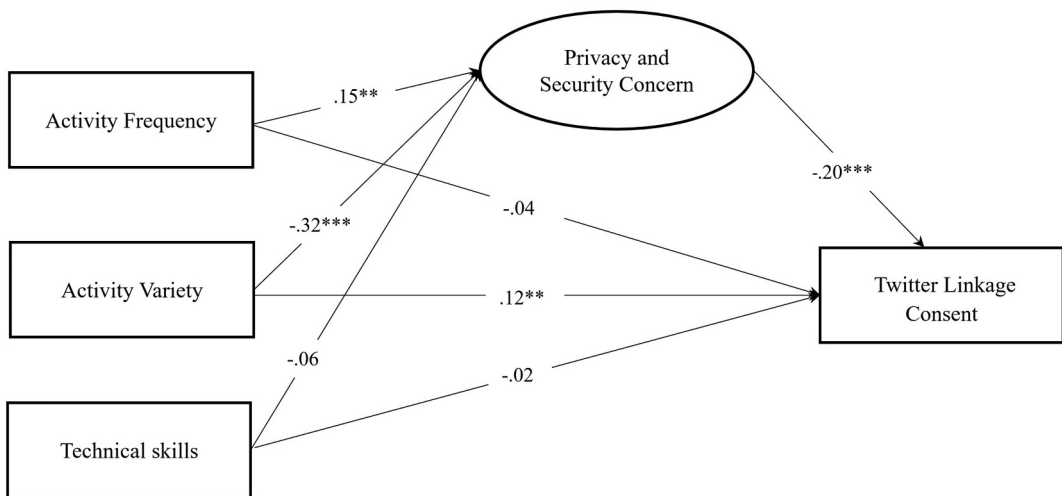 Privacy and
Security Concern
Activity Frequency
.15**
-.20***
-.04
-.32***
Activity Variety
.12**
Twitter Linkage
Consent
-.06
-.02
Technical skills